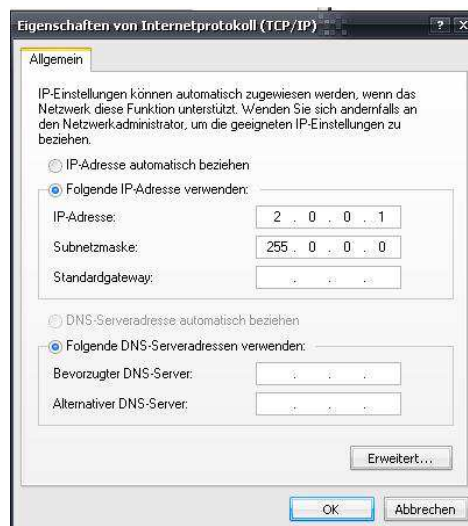 Eigenschaften von Internetprotokoll (TCP/IP)
Allgemein
IP-Einstellungen können automatisch zugewiesen werden, wenn das
Netzwerk diese Funktion unterstützt. Wenden Sie sich andernfalls an
den Netzwerkadministrator, um die geeigneten IP-Einstellungen zu
beziehen.
IP-Adresse automatisch beziehen
Folgende IP-Adresse verwenden:
IP-Adresse: 2 . 0 . 0 . 1
Subnetzmaske: 255 . 0 . 0 . 0
Standardgateway: . . .
DNS-Serveradresse automatisch beziehen
Folgende DNS-Serveradressen verwenden:
Bevorzugter DNS-Server: . . .
Alternativer DNS-Server: . . .
Erweitert...
OK Abbrechen